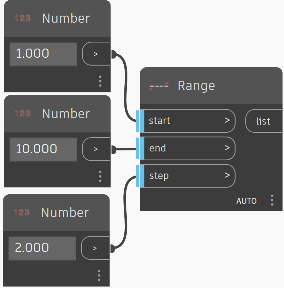 123 Number
1.000 >
123 Number
10.000 >
123 Number
2.000 >
Range
start >
end >
step >
list
AUTO